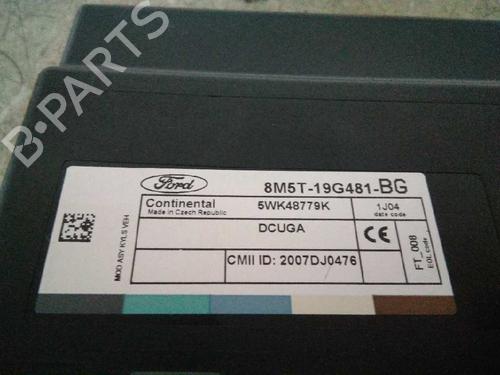 B·PARTS
Ford
8M5T-19G481-BG
Continental
Made in Czech Republic
5WK48779K
1J04
date code
DCUGA
CMII ID: 2007DJ0476
CE
FT_008
EOL code
MOD ASY KYLS VEH